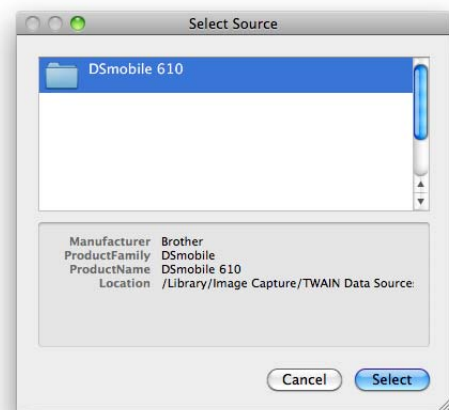 Select Source
DSmobile 610
Manufacturer Brother
ProductFamily DSmobile
ProductName DSmobile 610
Location /Library/Image Capture/TWAIN Data Source
Cancel Select